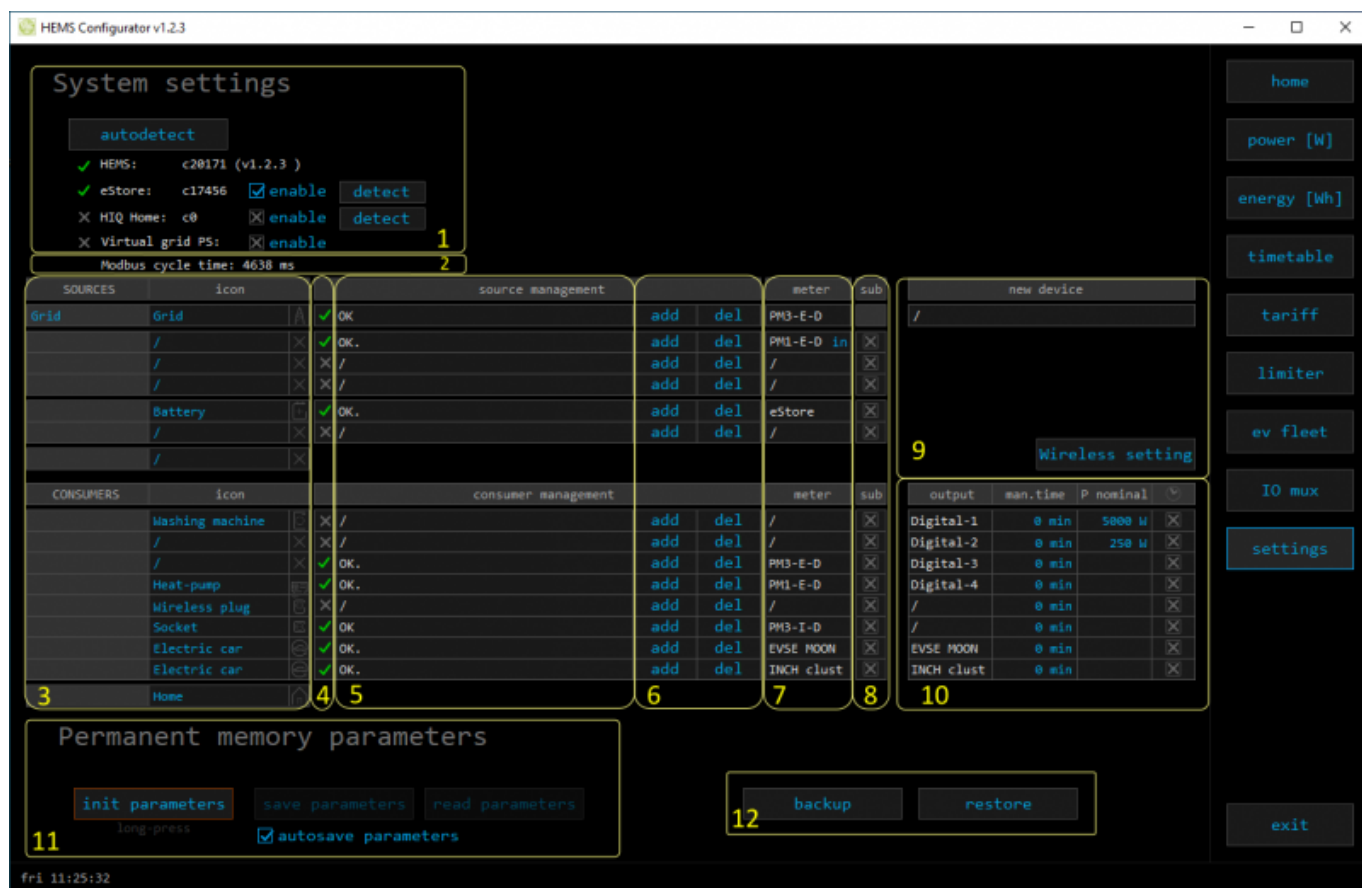 HEMS Configurator v1.2.3
System settings
home
autodetect
power [W]
HEMS: c20171 (v1.2.3 )
eStore: c17456 enable detect
energy [Wh]
HIQ Home: c0 enable detect
Virtual grid PS: enable 1
Modbus cycle time: 4638 ms 2
timetable
SOURCES icon source management meter sub new device
Grid Grid OK add del PM3-E-D /
tariff
/ OK. add del PM1-E-D in
/ / add del /
/ / add del /
limiter
Battery OK. add del eStore
/ / add del /
ev fleet
/ 9 Wireless setting
CONSUMERS icon consumer management meter sub output man.time P nominal
IO mux
Washing machine / add del / Digital-1 0 min 5000 W
/ / add del / Digital-2 0 min 250 W
settings
/ OK. add del PM3-E-D Digital-3 0 min
Heat-pump OK. add del PM1-E-D Digital-4 0 min
Wireless plug / add del / / 0 min
Socket OK add del PM3-I-D / 0 min
Electric car OK. add del EVSE MOON EVSE MOON 0 min
Electric car OK. add del INCH clust INCH clust 0 min
3 Home 4 5 6 7 8 10
Permanent memory parameters
init parameters save parameters read parameters
long-press
autosave parameters
11
12 backup restore
exit
fri 11:25:32